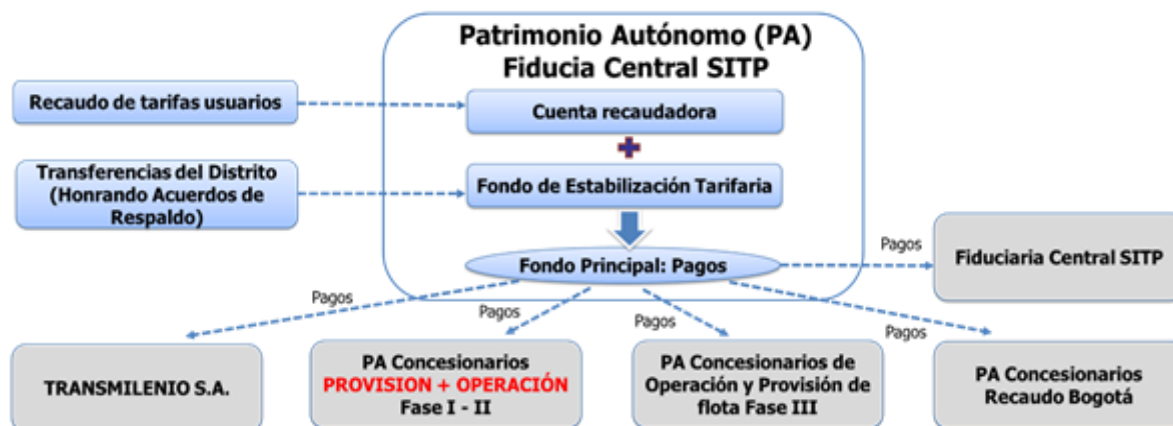 Patrimonio Autónomo (PA)
Fiducia Central SITP
Recaudo de tarifas usuarios
Cuenta recaudadora
Transferencias del Distrito
(Honrando Acuerdos de
Respaldo)
Fondo de Estabilización Tarifaria
Fondo Principal: Pagos
Pagos
Fiduciaria Central SITP
Pagos
Pagos
Pagos
Pagos
TRANSMILENIO S.A.
PA Concesionarios
PROVISION + OPERACIÓN
Fase I - II
PA Concesionarios de
Operación y Provisión de
flota Fase III
PA Concesionarios
Recaudo Bogotá